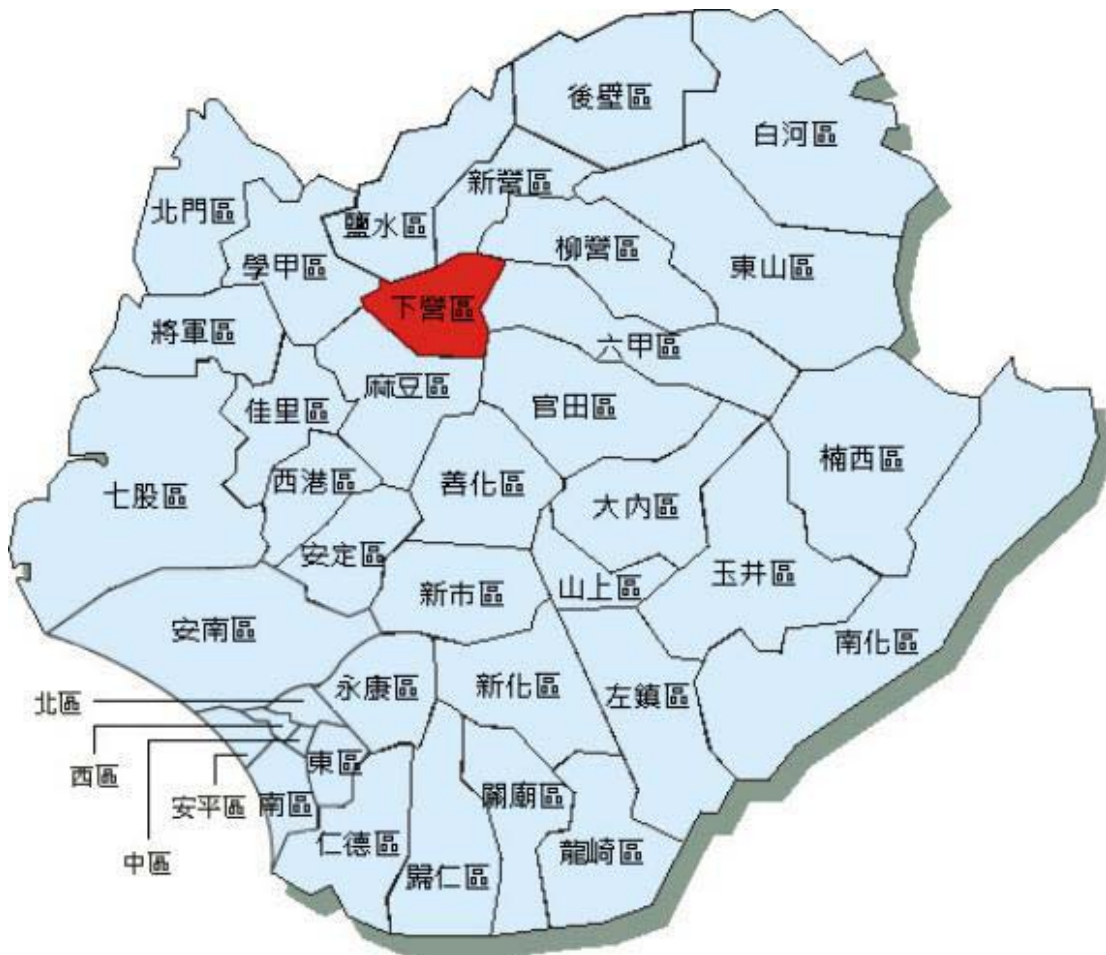 後壁區
白河區
新營區
北門區
鹽水區
柳營區
學甲區
東山區
下營區
將軍區
六甲區
麻豆區
佳里區
官田區
楠西區
西港區
善化區
七股區
大內區
安定區
玉井區
新市區
山上區
安南區
南化區
永康區
新化區
左鎮區
北區
東區
西區
關廟區
安平區
南區
仁德區
龍崎區
中區
歸仁區